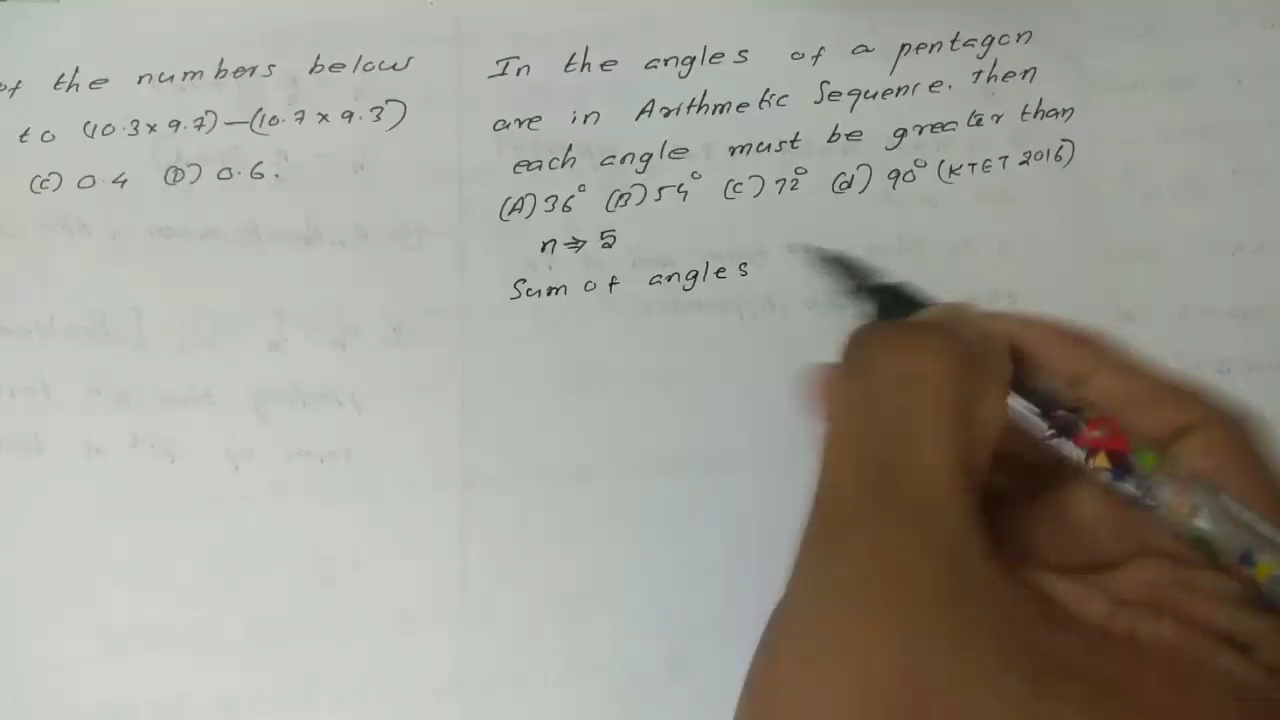 of the numbers below
to (10.3 x 9.7) — (10.7 x 9.3)
(C) 0.4 (D) 0.6.
In the angles of a pentagon
are in Arithmetic Sequence. Then
each angle must be greater than
(A) 36° (B) 54° (C) 72° (d) 90° (KTET 2016)
n ⇒ 5
Sum of angles